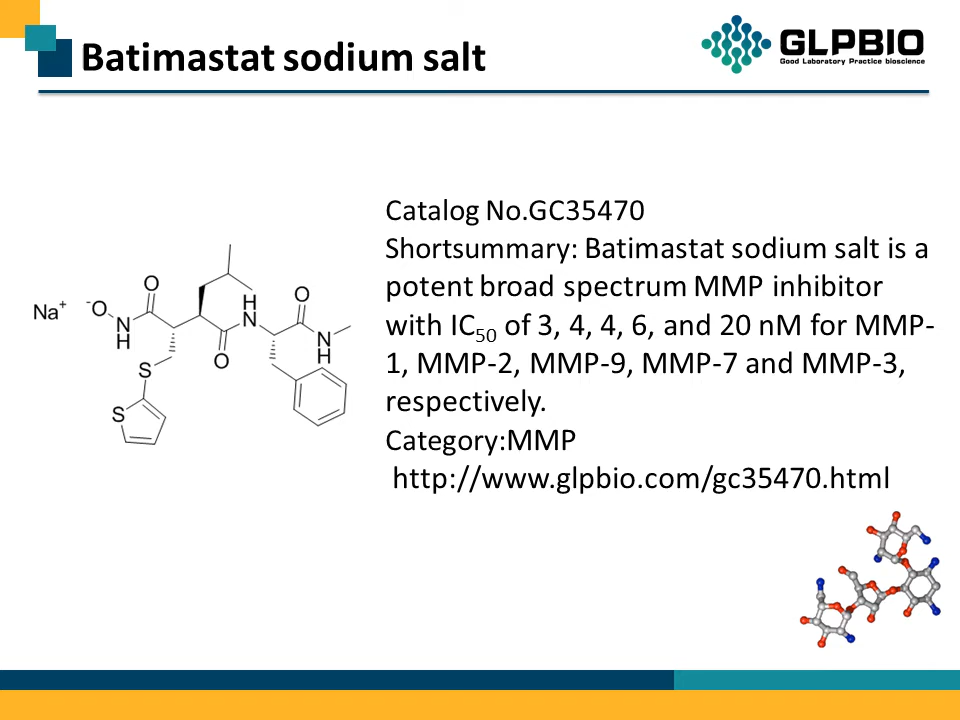 Batimastat sodium salt
GLPBIO
Good Laboratory Practice bioscience
Catalog No.GC35470
Shortsummary: Batimastat sodium salt is a
potent broad spectrum MMP inhibitor
with IC50 of 3, 4, 4, 6, and 20 nM for MMP-
1, MMP-2, MMP-9, MMP-7 and MMP-3,
respectively.
Category:MMP
http://www.glpbio.com/gc35470.html
Na+
-O
N
H
O
S
S
O
H
N
O
N
H